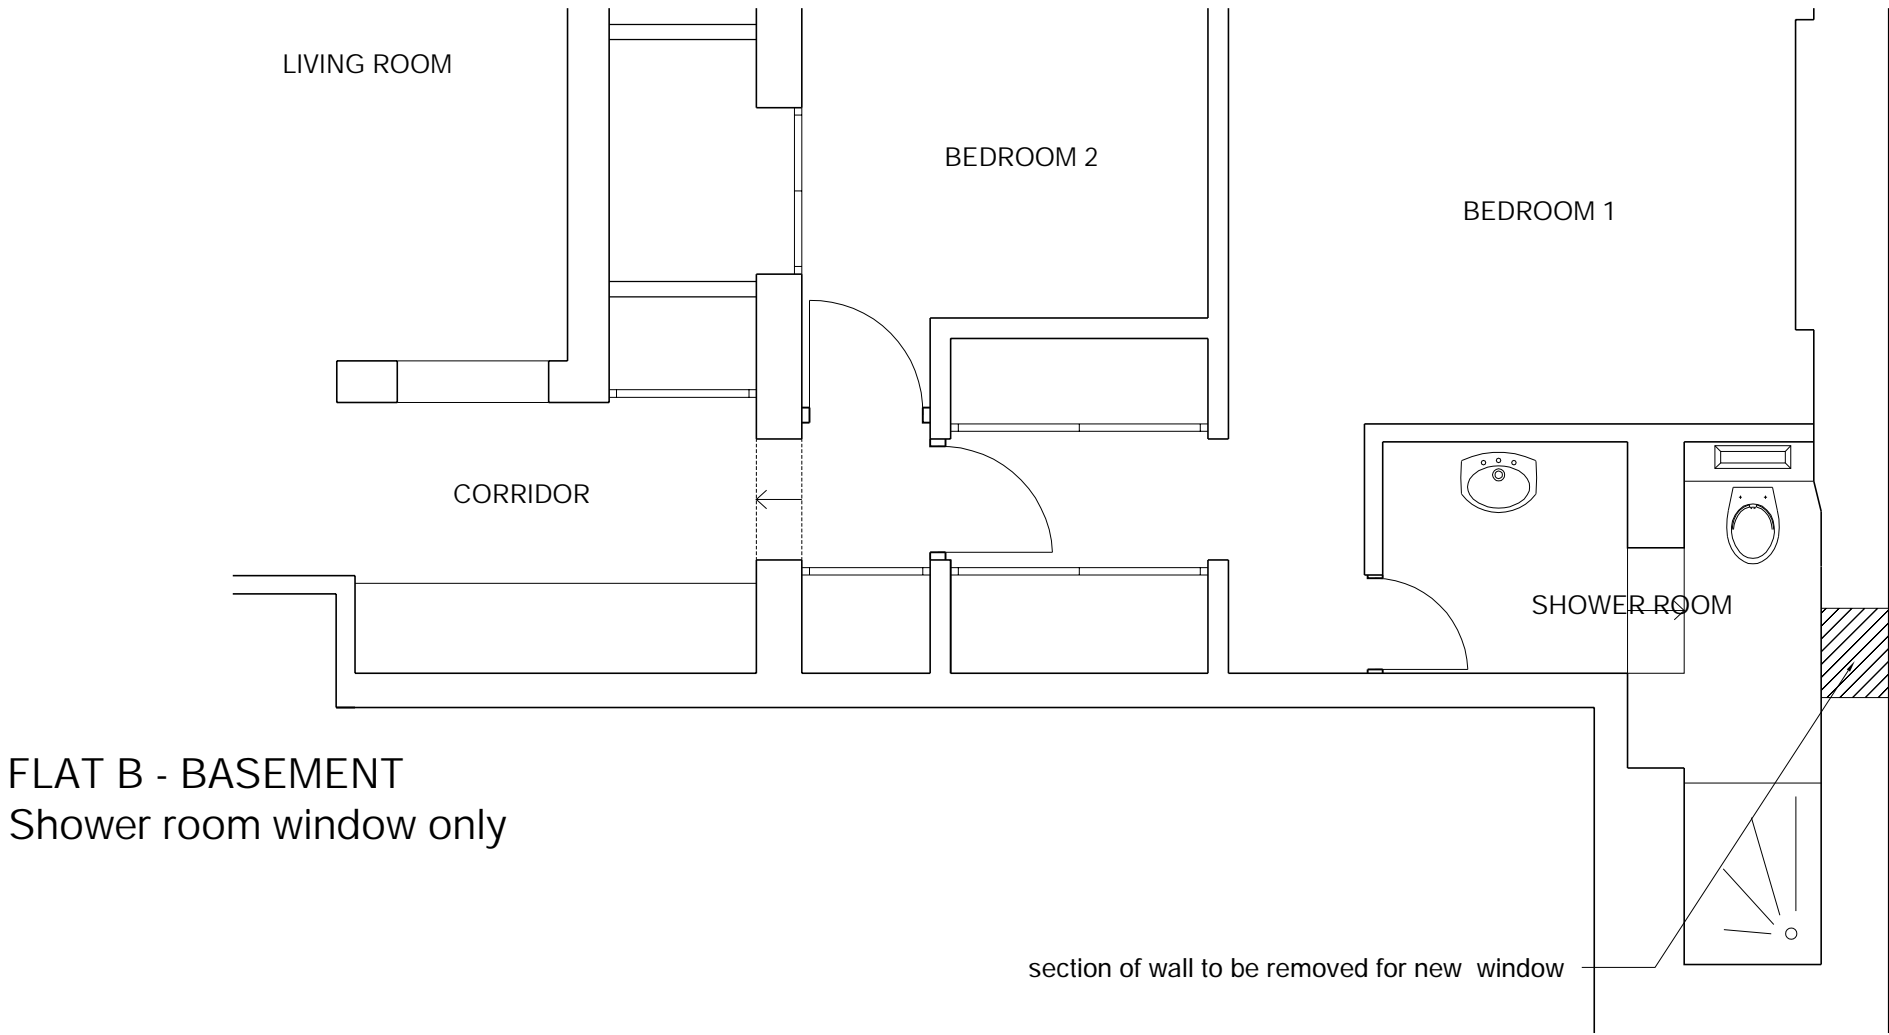 LIVING ROOM
BEDROOM 2
BEDROOM 1
CORRIDOR
SHOWER ROOM
FLAT B - BASEMENT
Shower room window only
section of wall to be removed for new window